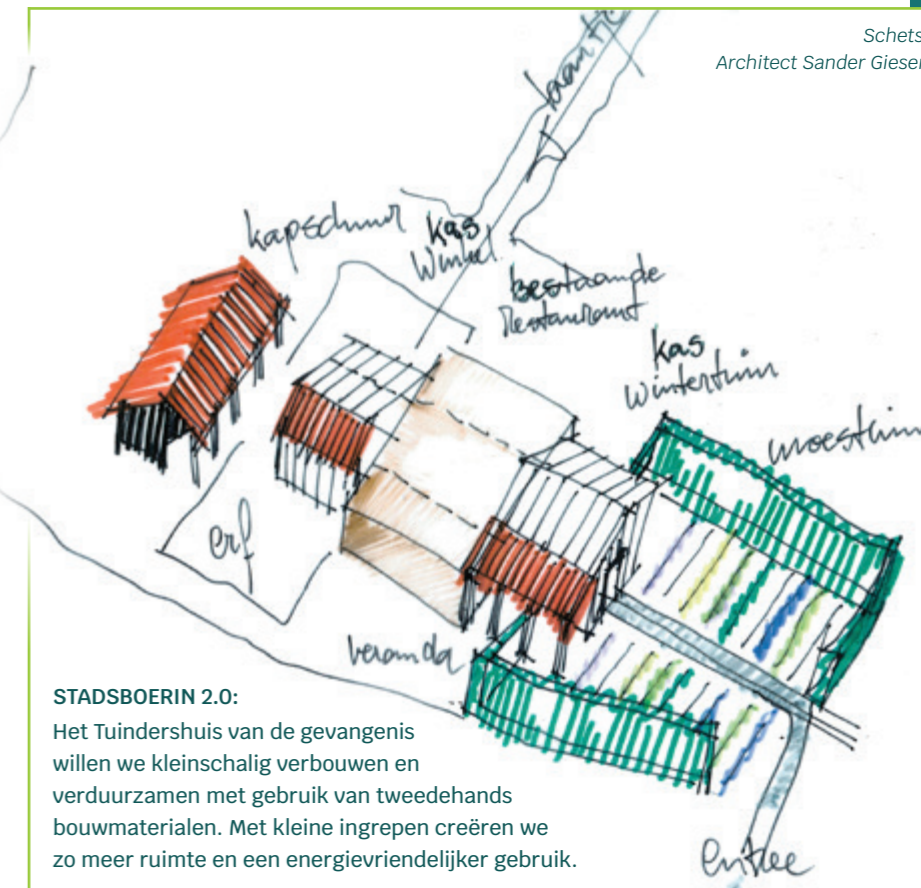 Schets
Architect Sander Gieser
kapschuur
kas
Winkel
bestaande
Restaurant
kas
Wintertuin
moestuin
erf
veranda
STADSBOERIN 2.0:
Het Tuindershuis van de gevangenis
willen we kleinschalig verbouwen en
verduurzamen met gebruik van tweedehands
bouwmaterialen. Met kleine ingrepen creëren we
zo meer ruimte en een energievriendelijker gebruik.
entree